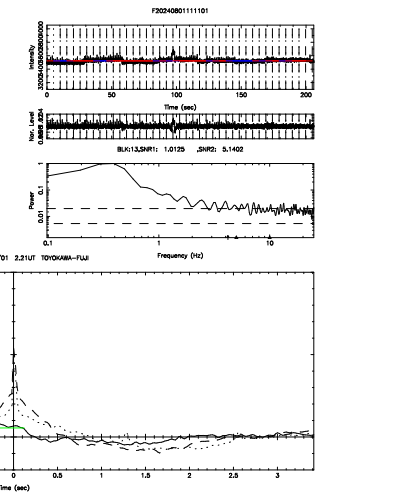 F20240801111101
Intensity
0
50
100
150
200
Time (sec)
Nor. Level
BLK:13,SNR1: 1.0125 ,SNR2: 5.1402
Power
1
0.1
0.01
0.1
1
10
Frequency (Hz)
'01 2.21UT TOYOKAWA-FUJI
0
0.5
1
1.5
2
2.5
3
ime (sec)